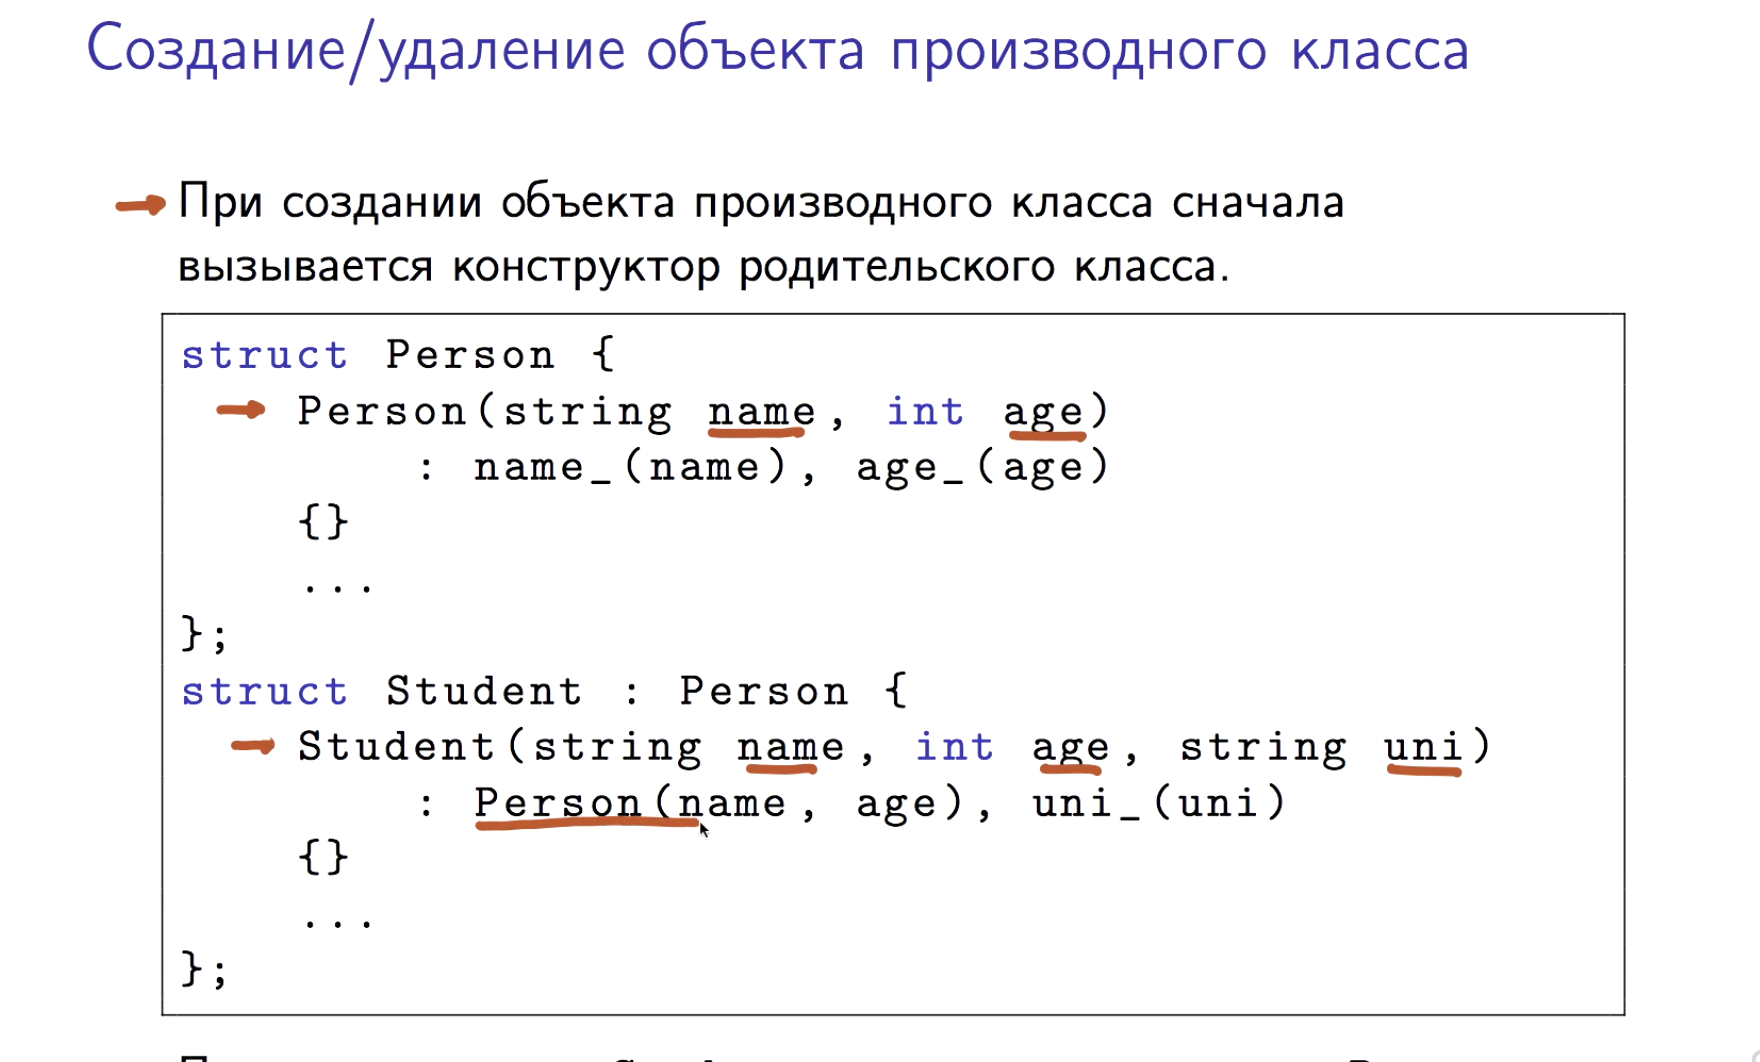 Создание/удаление объекта производного класса
При создании объекта производного класса сначала
вызывается конструктор родительского класса.
struct Person {
Person(string name, int age)
: name_(name), age_(age)
{}
...
};
struct Student : Person {
Student(string name, int age, string uni)
: Person(name, age), uni_(uni)
{}
...
};